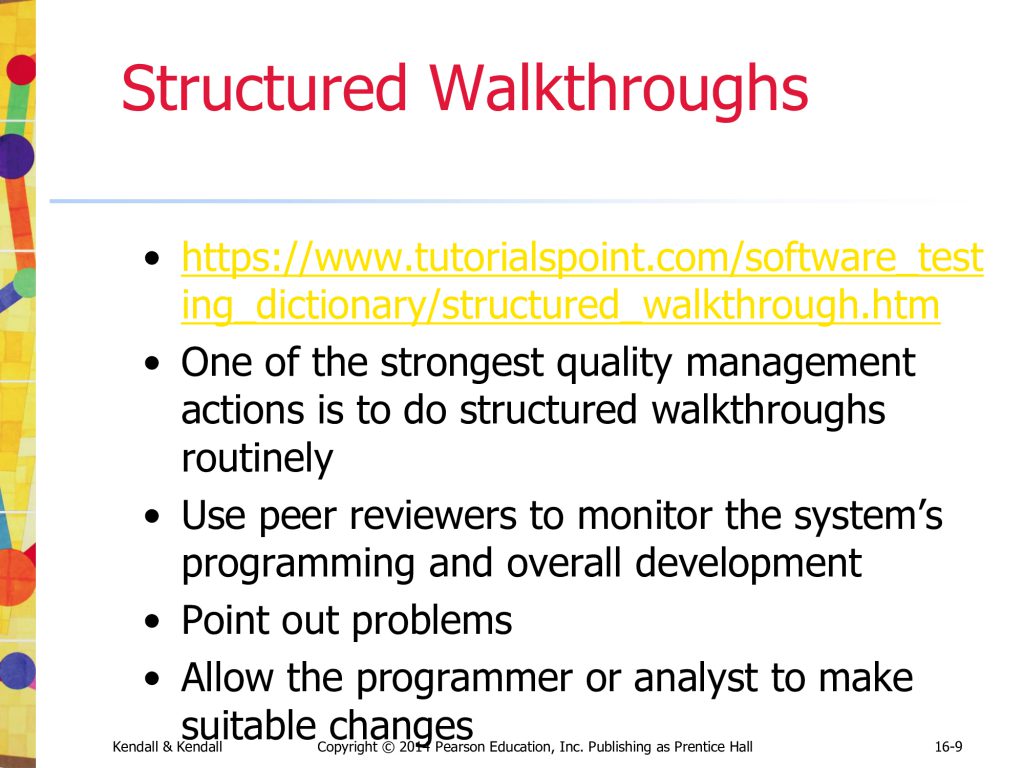 Structured Walkthroughs
• https://www.tutorialspoint.com/software_test
ing_dictionary/structured_walkthrough.htm
• One of the strongest quality management
actions is to do structured walkthroughs
routinely
• Use peer reviewers to monitor the system’s
programming and overall development
• Point out problems
• Allow the programmer or analyst to make
suitable changes
Kendall & Kendall Copyright © 2014 Pearson Education, Inc. Publishing as Prentice Hall 16-9